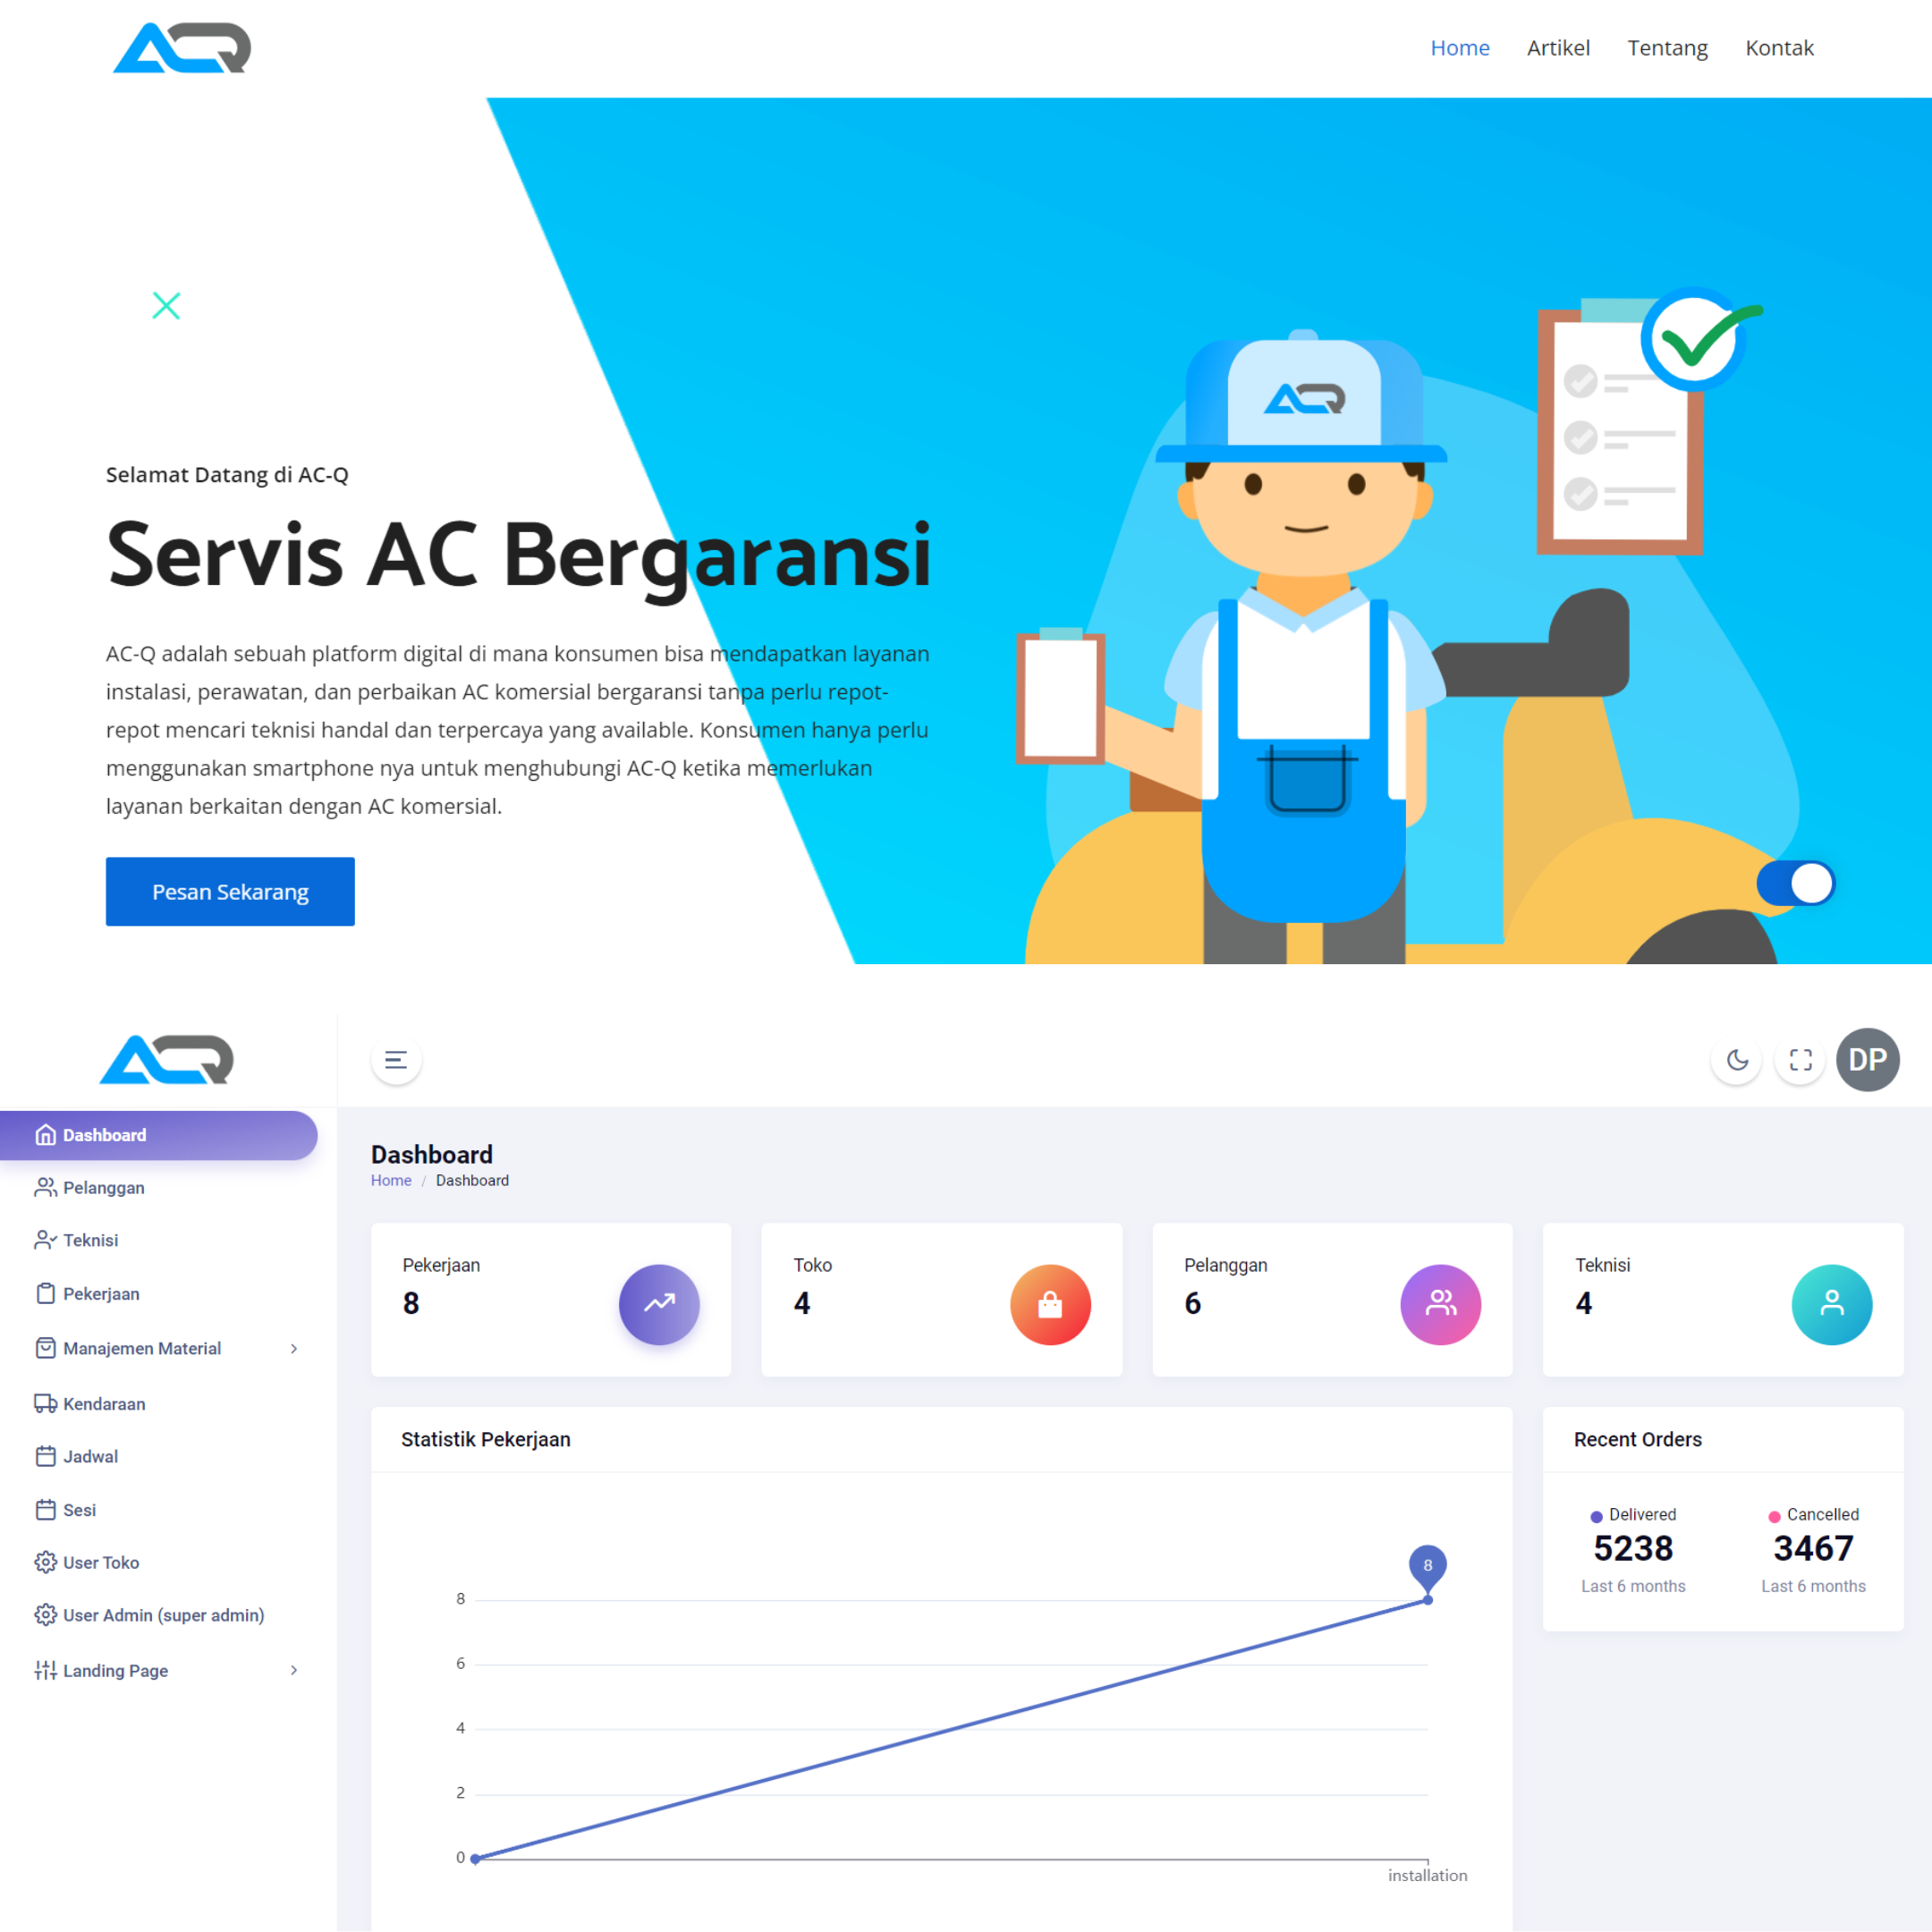 ACQ
Home Artikel Tentang Kontak
ACQ
Selamat Datang di AC-Q
Servis AC Bergaransi
AC-Q adalah sebuah platform digital di mana konsumen bisa mendapatkan layanan
instalasi, perawatan, dan perbaikan AC komersial bergaransi tanpa perlu repot-
repot mencari teknisi handal dan terpercaya yang available. Konsumen hanya perlu
menggunakan smartphone nya untuk menghubungi AC-Q ketika memerlukan
layanan berkaitan dengan AC komersial.
Pesan Sekarang
ACQ
DP
Dashboard
Pelanggan
Teknisi
Pekerjaan
Manajemen Material
Kendaraan
Jadwal
Sesi
User Toko
User Admin (super admin)
Landing Page
Dashboard
Home / Dashboard
Pekerjaan
8
Toko
4
Pelanggan
6
Teknisi
4
Statistik Pekerjaan
8
8
6
4
2
0
installation
Recent Orders
Delivered
5238
Last 6 months
Cancelled
3467
Last 6 months